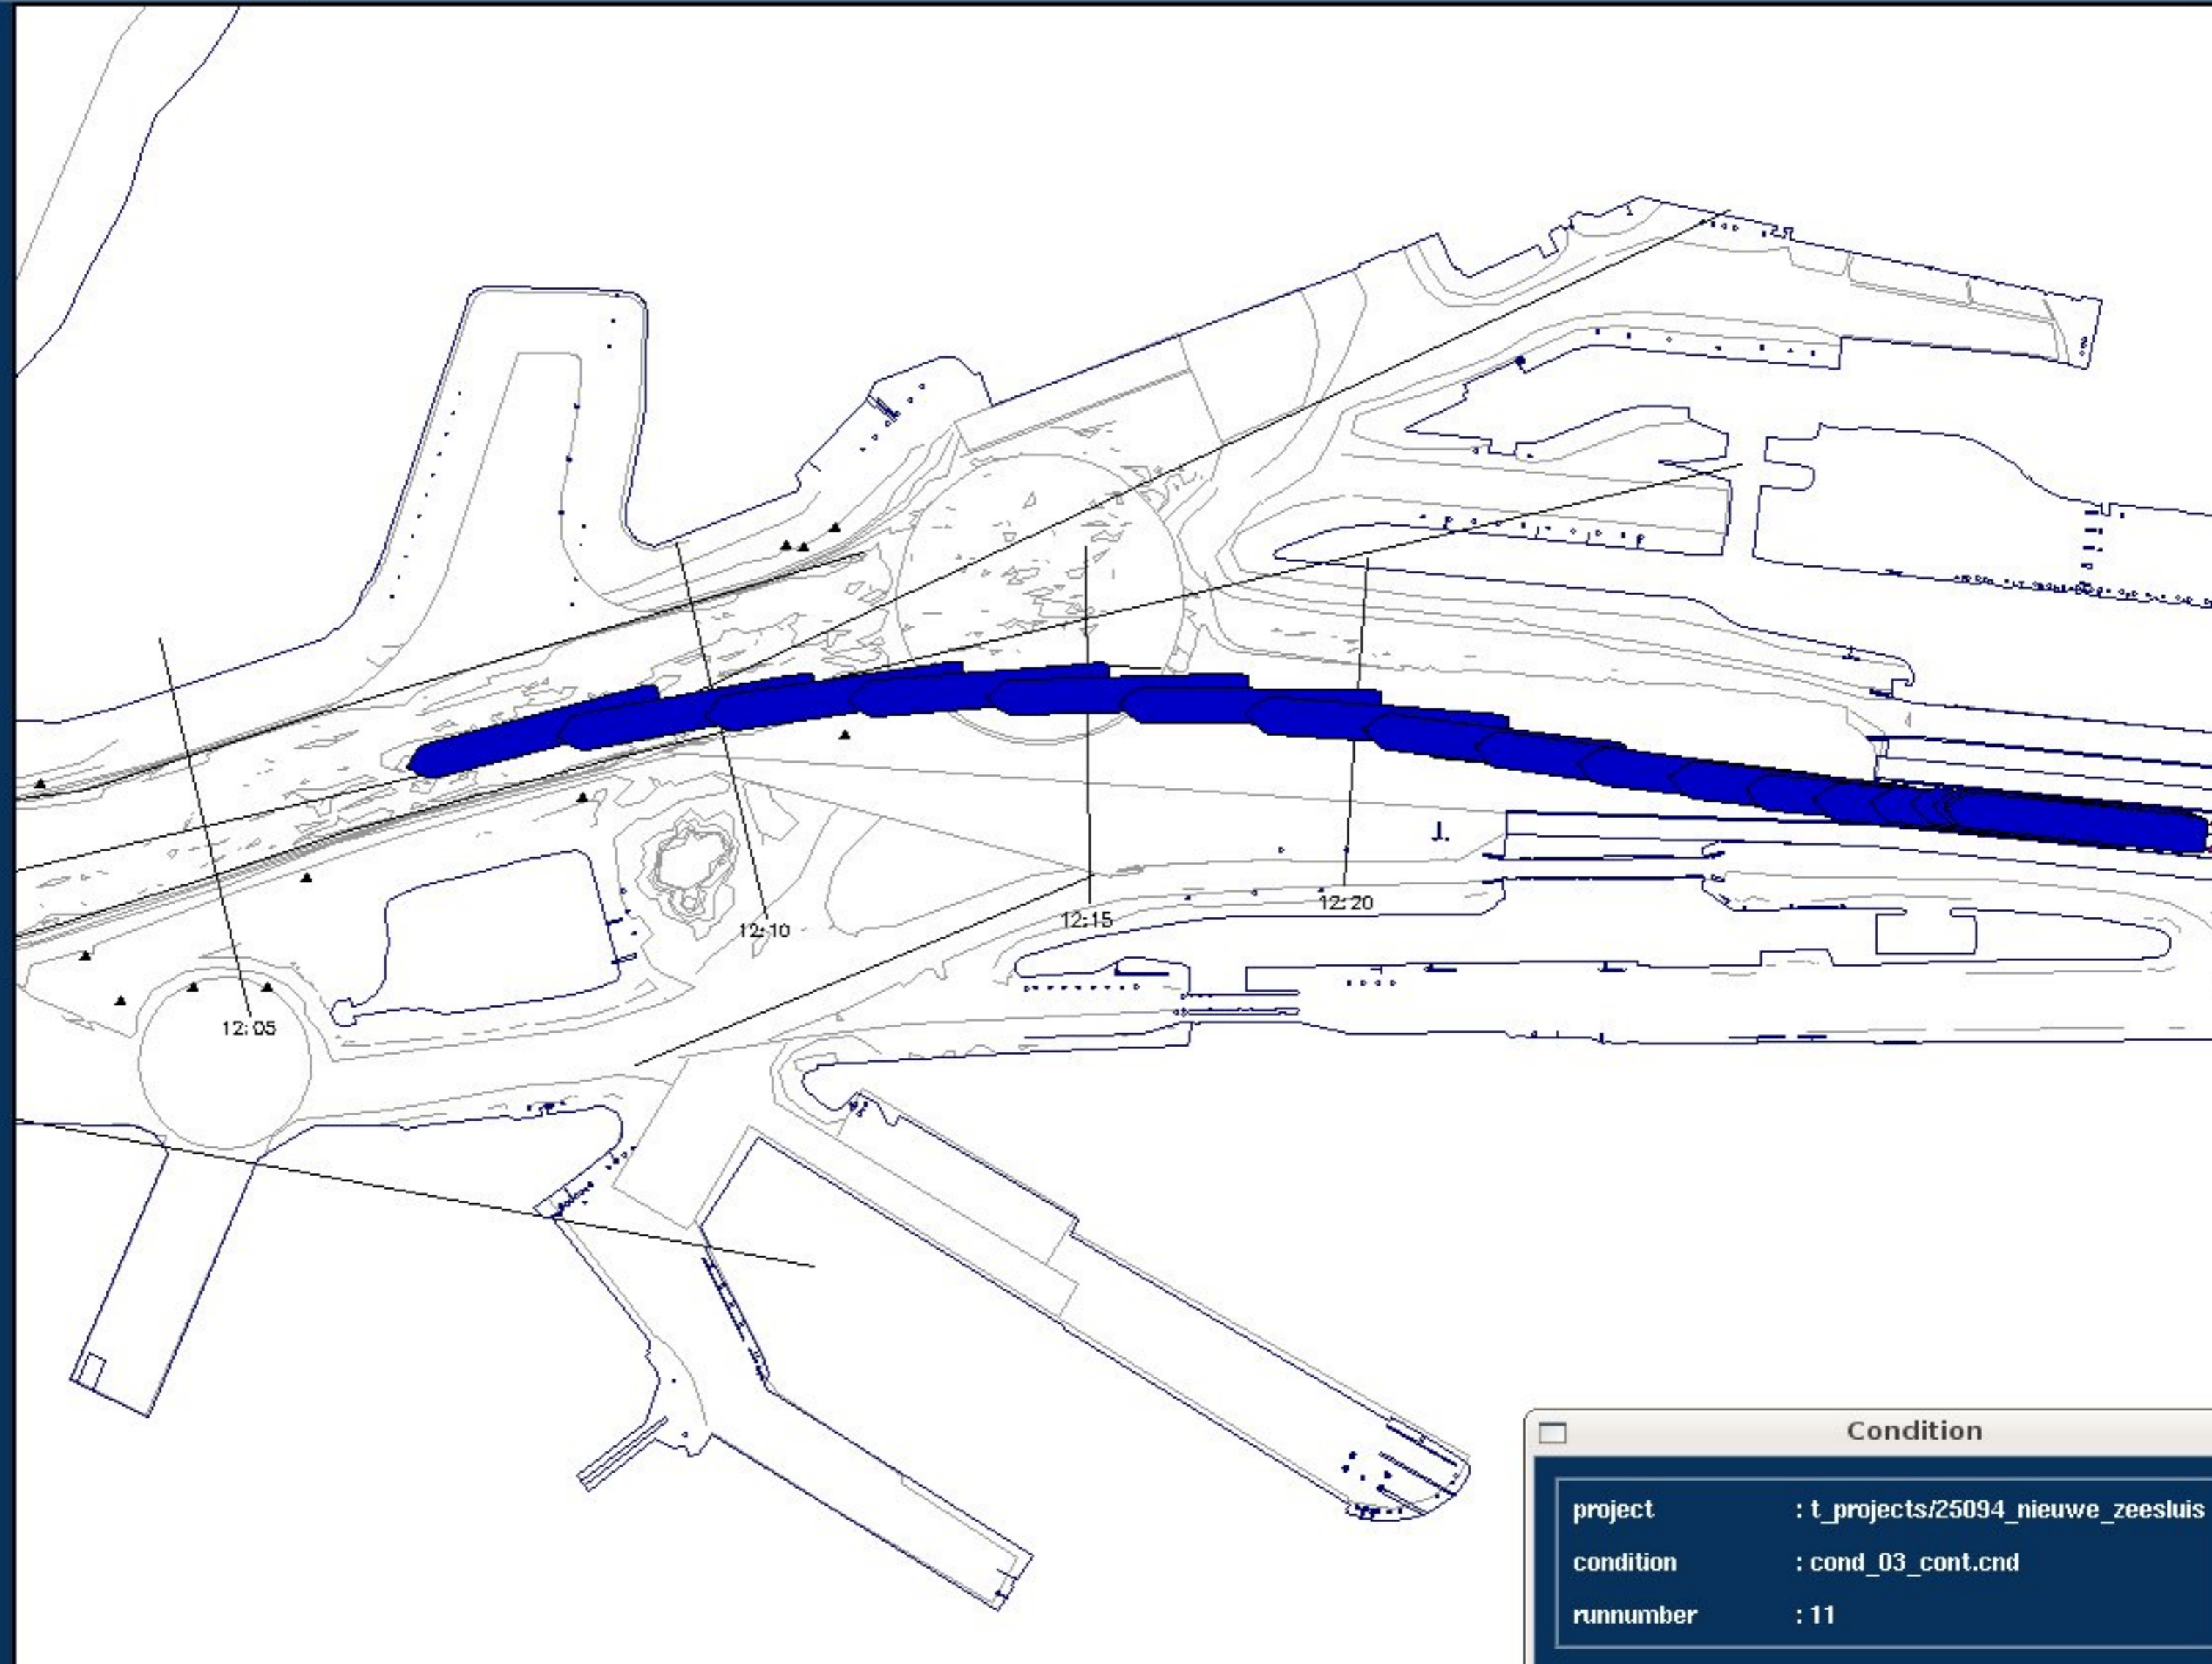 12:10
12:15
12:20
12:05
Condition
project : t_projects/25094_nieuwe_zeesluis
condition : cond_03_cont.cnd
runnumber : 11